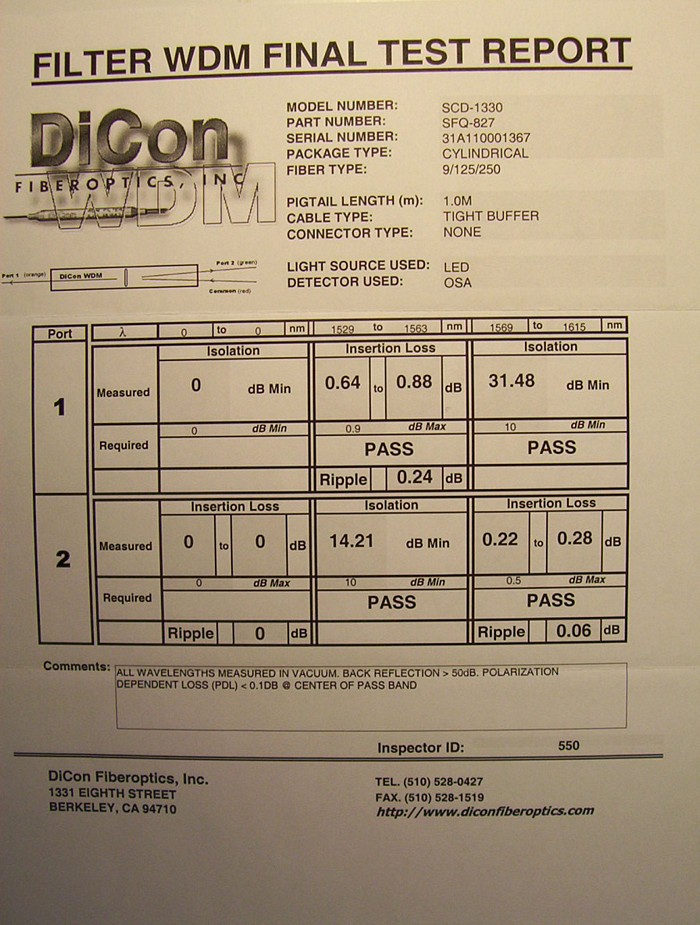 FILTER WDM FINAL TEST REPORT
DiCon
FIBEROPTICS, INC
WDM
MODEL NUMBER: SCD-1330
PART NUMBER: SFQ-827
SERIAL NUMBER: 31A110001367
PACKAGE TYPE: CYLINDRICAL
FIBER TYPE: 9/125/250
PIGTAIL LENGTH (m): 1.0M
CABLE TYPE: TIGHT BUFFER
CONNECTOR TYPE: NONE
LIGHT SOURCE USED: LED
DETECTOR USED: OSA
Port 2 (green)
Port 1 (orange) DiCon WDM
Common (red)
Port λ 0 to 0 nm 1529 to 1563 nm 1569 to 1615 nm
Isolation Insertion Loss Isolation
1 Measured 0 dB Min 0.64 to 0.88 dB 31.48 dB Min
0 dB Min 0.9 dB Max 10 dB Min
Required PASS PASS
Ripple 0.24 dB
Insertion Loss Isolation Insertion Loss
2 Measured 0 to 0 dB 14.21 dB Min 0.22 to 0.28 dB
0 dB Max 10 dB Min 0.5 dB Max
Required PASS PASS
Ripple 0 dB Ripple 0.06 dB
Comments: ALL WAVELENGTHS MEASURED IN VACUUM. BACK REFLECTION > 50dB. POLARIZATION
DEPENDENT LOSS (PDL) < 0.1DB @ CENTER OF PASS BAND
Inspector ID: 550
DiCon Fiberoptics, Inc.
1331 EIGHTH STREET
BERKELEY, CA 94710
TEL. (510) 528-0427
FAX. (510) 528-1519
http://www.diconfiberoptics.com